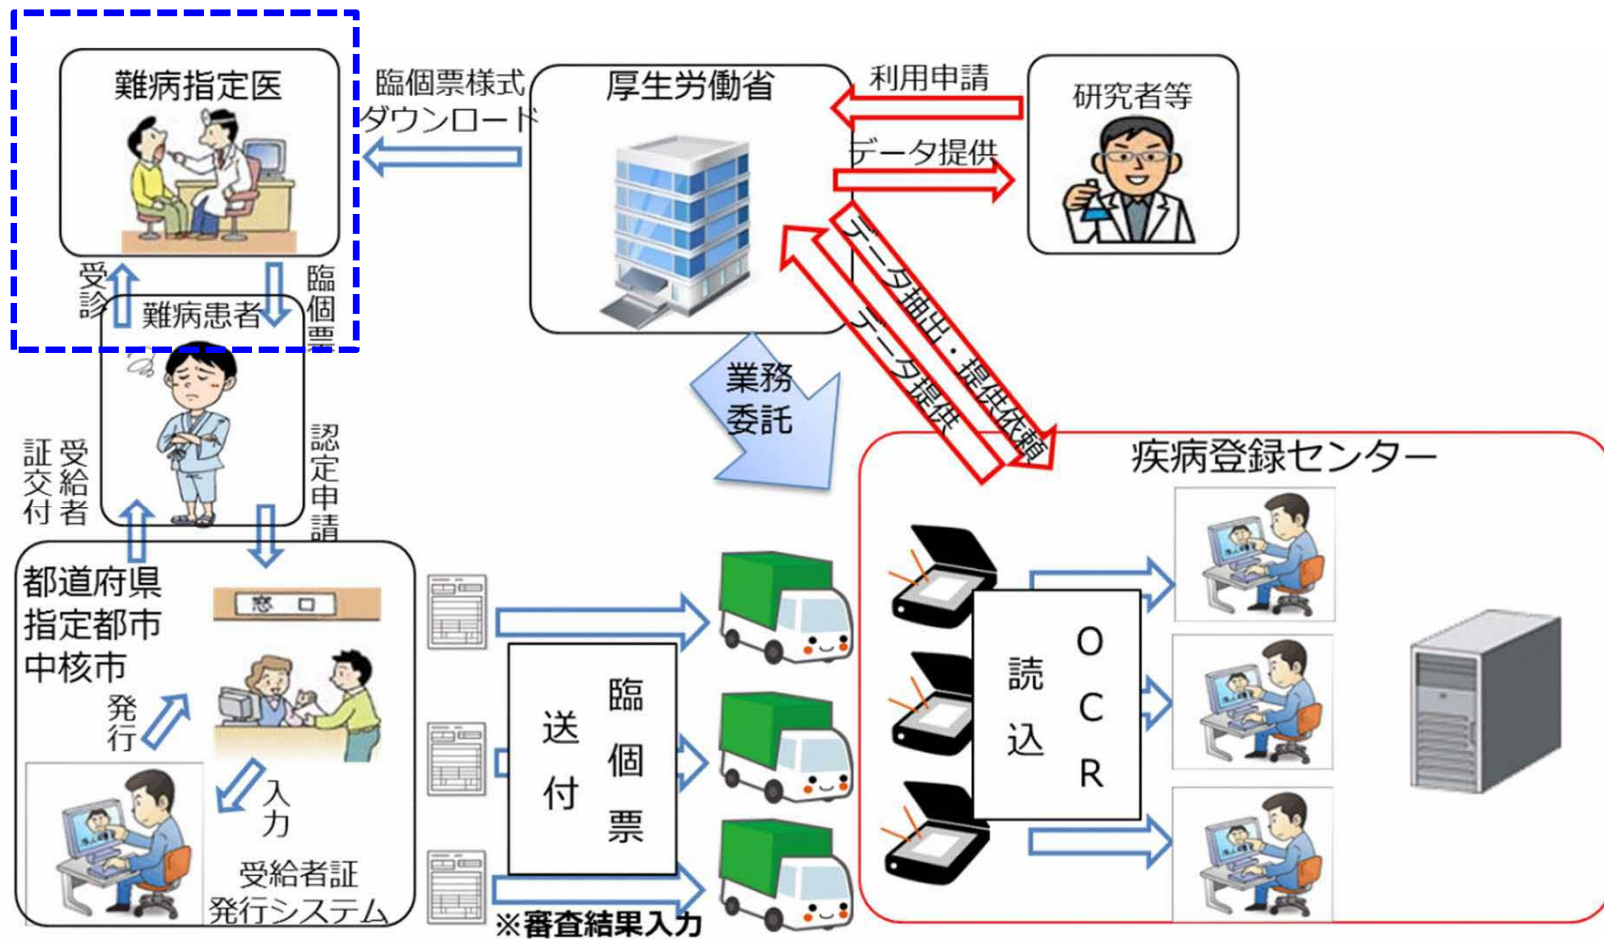 難病指定医
臨個票様式
ダウンロード
厚生労働省
利用申請
データ提供
研究者等
受診
臨個票
難病患者
データ抽出・提供依頼
データ提供
業務
委託
受給者
証交付
認定申請
都道府県
指定都市
中核市
窓口
発行
入力
受給者証
発行システム
臨個票
送付
※審査結果入力
疾病登録センター
OCR
読込